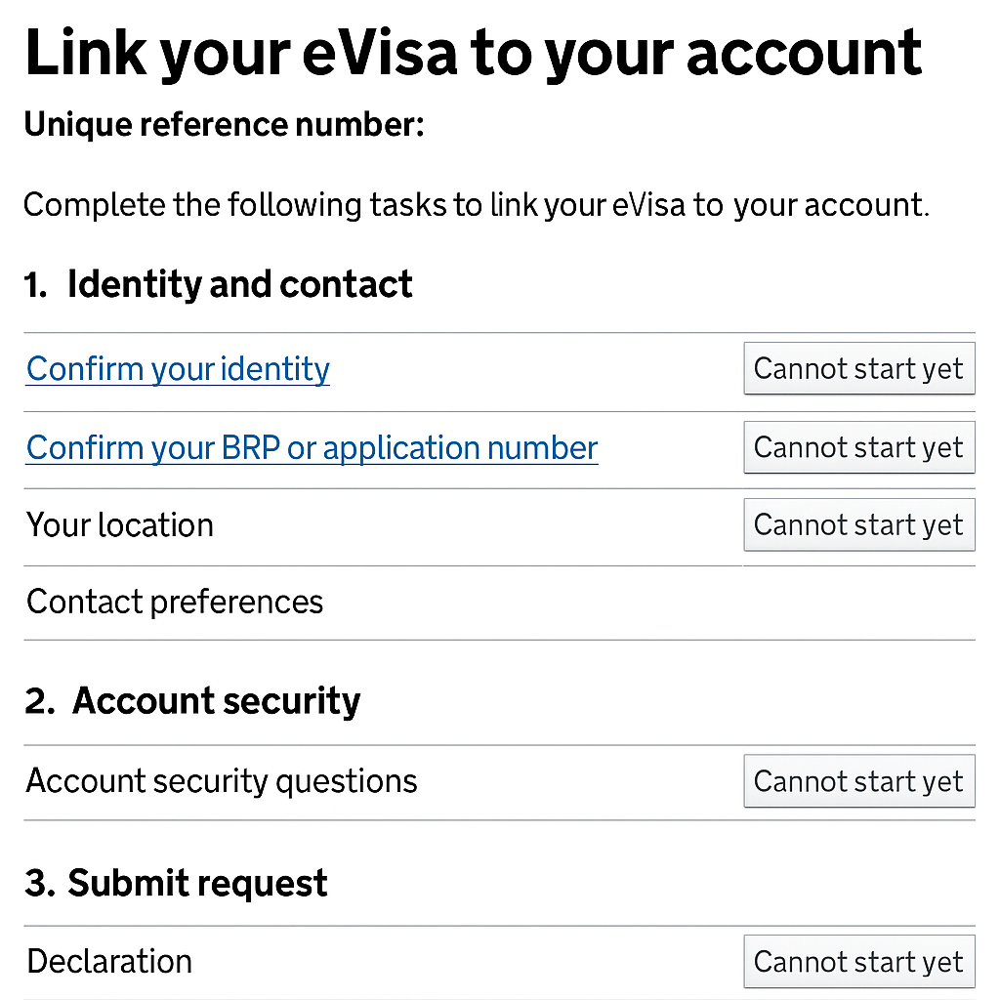 Link your eVisa to your account
Unique reference number:
Complete the following tasks to link your eVisa to your account.
1. Identity and contact
Confirm your identity Cannot start yet
Confirm your BRP or application number Cannot start yet
Your location Cannot start yet
Contact preferences
2. Account security
Account security questions Cannot start yet
3. Submit request
Declaration Cannot start yet